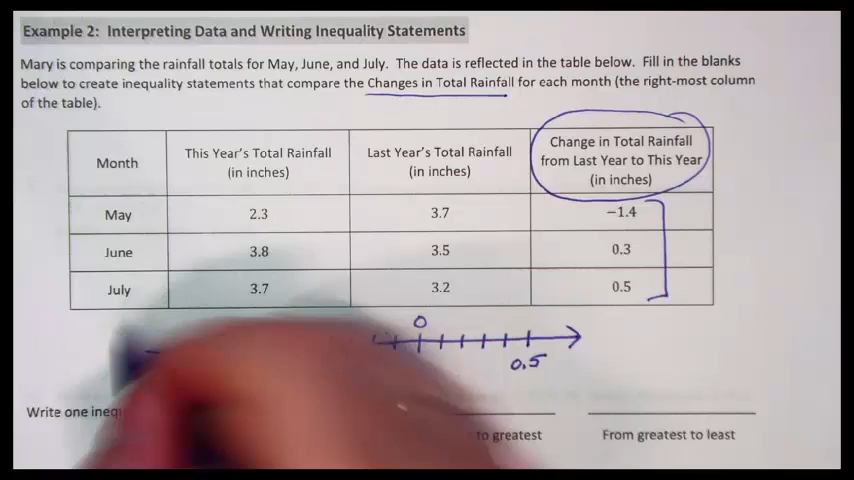 Example 2: Interpreting Data and Writing Inequality Statements
Mary is comparing the rainfall totals for May, June, and July. The data is reflected in the table below. Fill in the blanks
below to create inequality statements that compare the Changes in Total Rainfall for each month (the right-most column
of the table).
Month
This Year's Total Rainfall
(in inches)
Last Year's Total Rainfall
(in inches)
Change in Total Rainfall
from Last Year to This Year
(in inches)
May 2.3 3.7 −1.4
June 3.8 3.5 0.3
July 3.7 3.2 0.5
0
0.5
Write one
to greatest From greatest to least